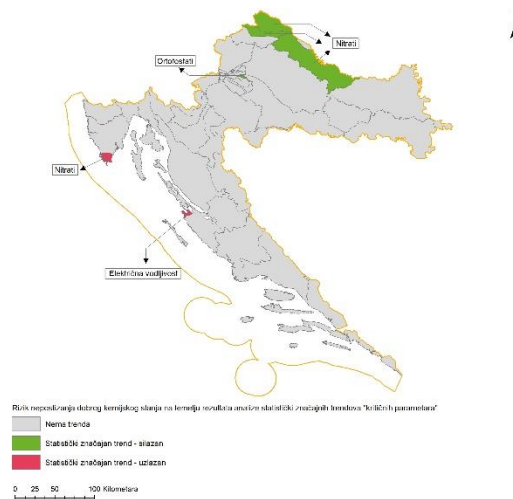 Nitrati
Ortofosfati
Nitrati
Električna vodljivost
Rizik nepostizanja dobrog kemijskog stanja na temelju rezultata analize statistički značajnih trendova "kritičnih parametara"
Nema trenda
Statistički značajan trend - silazan
Statistički značajan trend - uzlazan
0 25 50 100 Kilometara